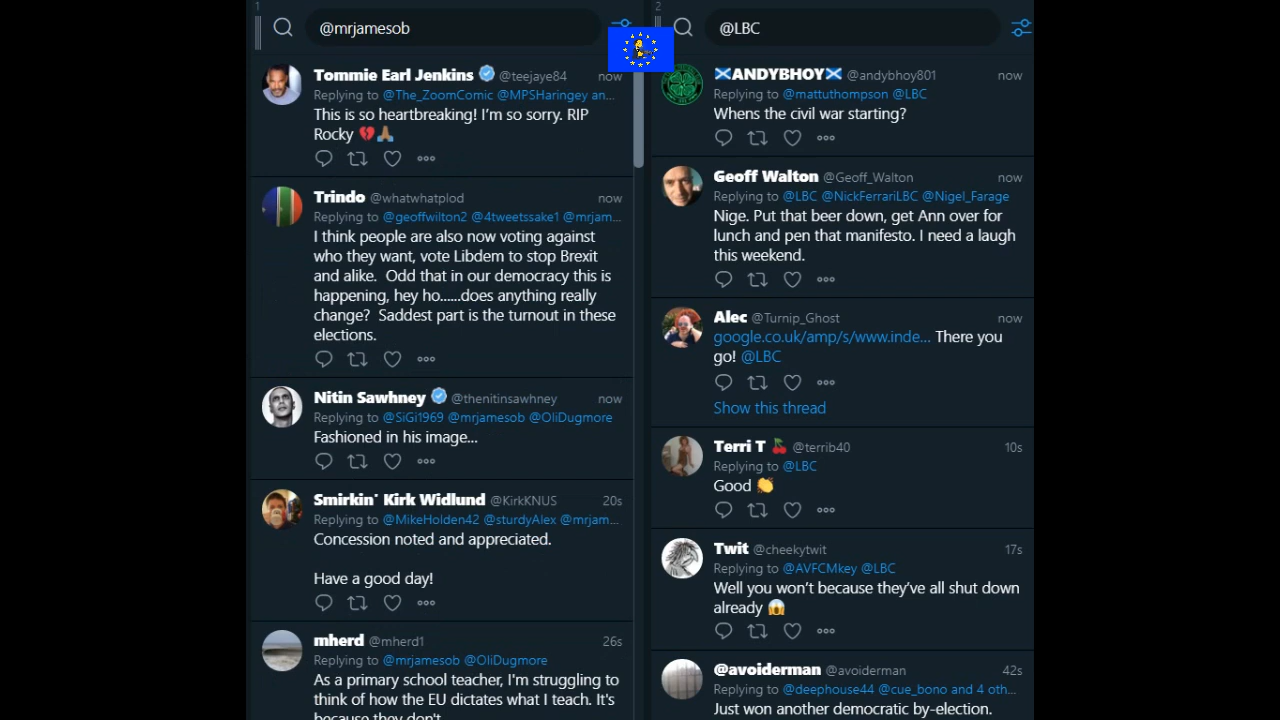 1
@mrjamesob
Tommie Earl Jenkins @teejaye84 now
Replying to @The_ZoomComic @MPSHaringey an...
This is so heartbreaking! I’m so sorry. RIP
Rocky 💔🙏🏽
Trindo @whatwhatplod now
Replying to @geoffwilton2 @4tweetssake1 @mrjam...
I think people are also now voting against
who they want, vote Libdem to stop Brexit
and alike.  Odd that in our democracy this is
happening, hey ho......does anything really
change?  Saddest part is the turnout in these
elections.
Nitin Sawhney @thenitinsawhney now
Replying to @SiGi1969 @mrjamesob @OliDugmore
Fashioned in his image...
Smirkin' Kirk Widlund @KirkKNUS 20s
Replying to @MikeHolden42 @sturdyAlex @mrjam...
Concession noted and appreciated.
Have a good day!
mherd @mherd1 26s
Replying to @mrjamesob @OliDugmore
As a primary school teacher, I'm struggling to
think of how the EU dictates what I teach. It's
because they don't
2
@LBC
🏴󠁧󠁢󠁳󠁣󠁴󠁿ANDYBHOY🏴󠁧󠁢󠁳󠁣󠁴󠁿 @andybhoy801 now
Replying to @mattuthompson @LBC
Whens the civil war starting?
Geoff Walton @Geoff_Walton now
Replying to @LBC @NickFerrariLBC @Nigel_Farage
Nige. Put that beer down, get Ann over for
lunch and pen that manifesto. I need a laugh
this weekend.
Alec @Turnip_Ghost now
google.co.uk/amp/s/www.inde... There you
go! @LBC
Show this thread
Terri T 🍒 @terrib40 10s
Replying to @LBC
Good 👏
Twit @cheekytwit 17s
Replying to @AVFCMkey @LBC
Well you won’t because they’ve all shut down
already 😱
@avoiderman @avoiderman 42s
Replying to @deephouse44 @cue_bono and 4 oth...
Just won another democratic by-election.